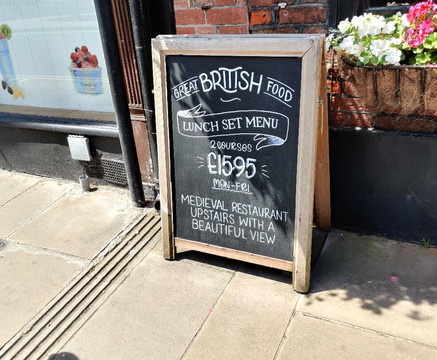 GREAT BRITISH FOOD
LUNCH SET MENU
2 COURSES
£15.95
MON-FRI
MEDIEVAL RESTAURANT
UPSTAIRS WITH A
BEAUTIFUL VIEW